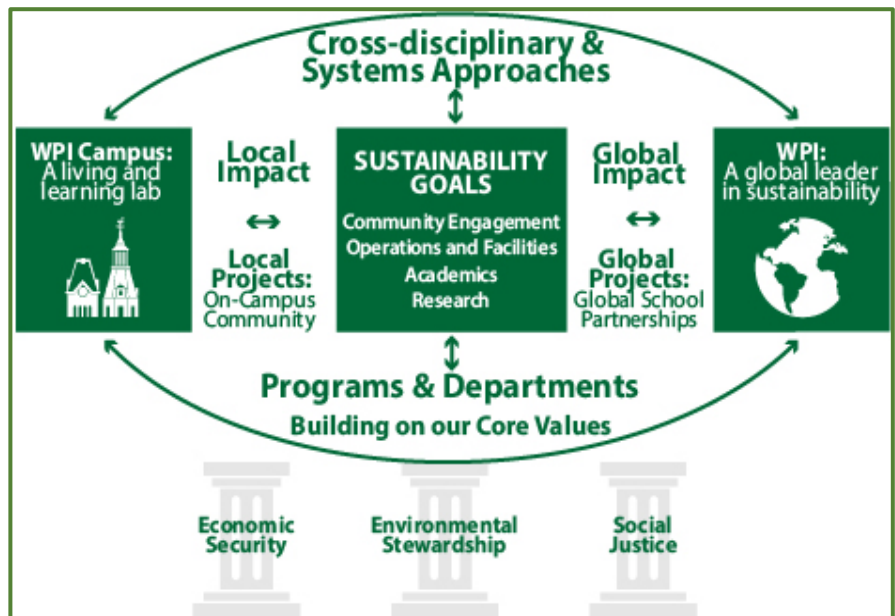 Cross-disciplinary &
Systems Approaches
WPI Campus:
A living and
learning lab
Local
Impact
Local
Projects:
On-Campus
Community
SUSTAINABILITY
GOALS
Community Engagement
Operations and Facilities
Academics
Research
Global
Impact
Global
Projects:
Global School
Partnerships
WPI:
A global leader
in sustainability
Programs & Departments
Building on our Core Values
Economic
Security
Environmental
Stewardship
Social
Justice